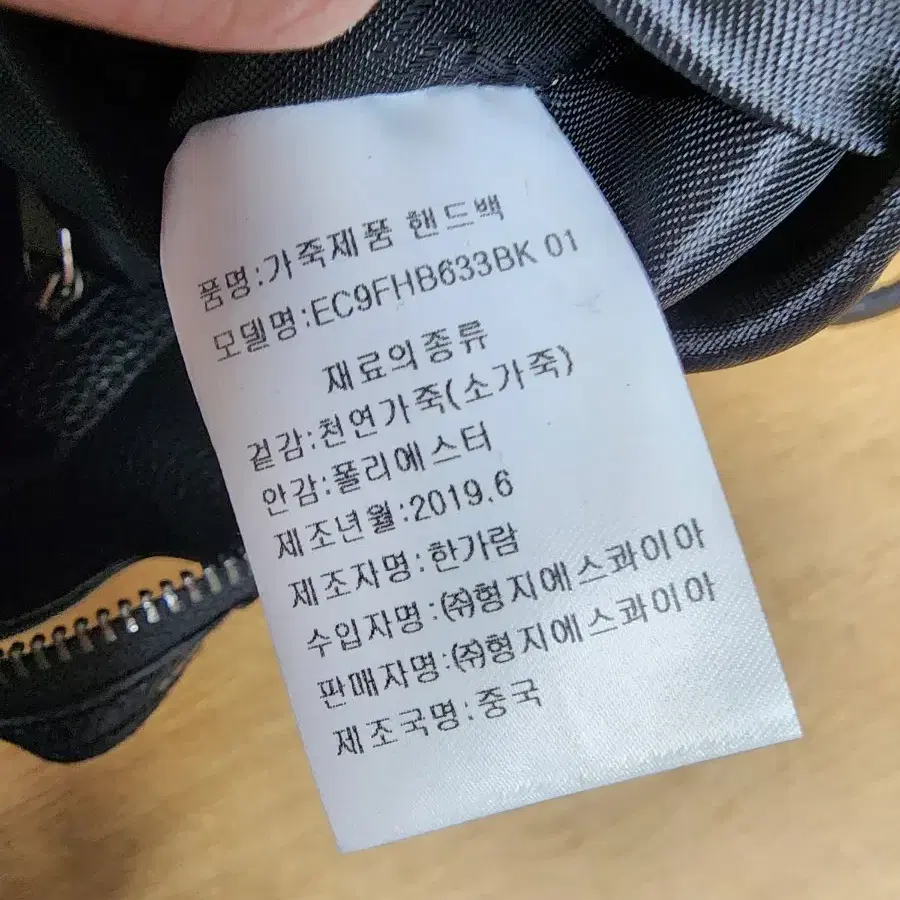 품명:가죽제품 핸드백
모델명:EC9FHB633BK 01
재료의종류
겉감:천연가죽(소가죽)
안감:폴리에스터
제조년월:2019.6
제조자명:한가람
수입자명:㈜형지에스콰이아
판매자명:㈜형지에스콰이아
제조국명:중국